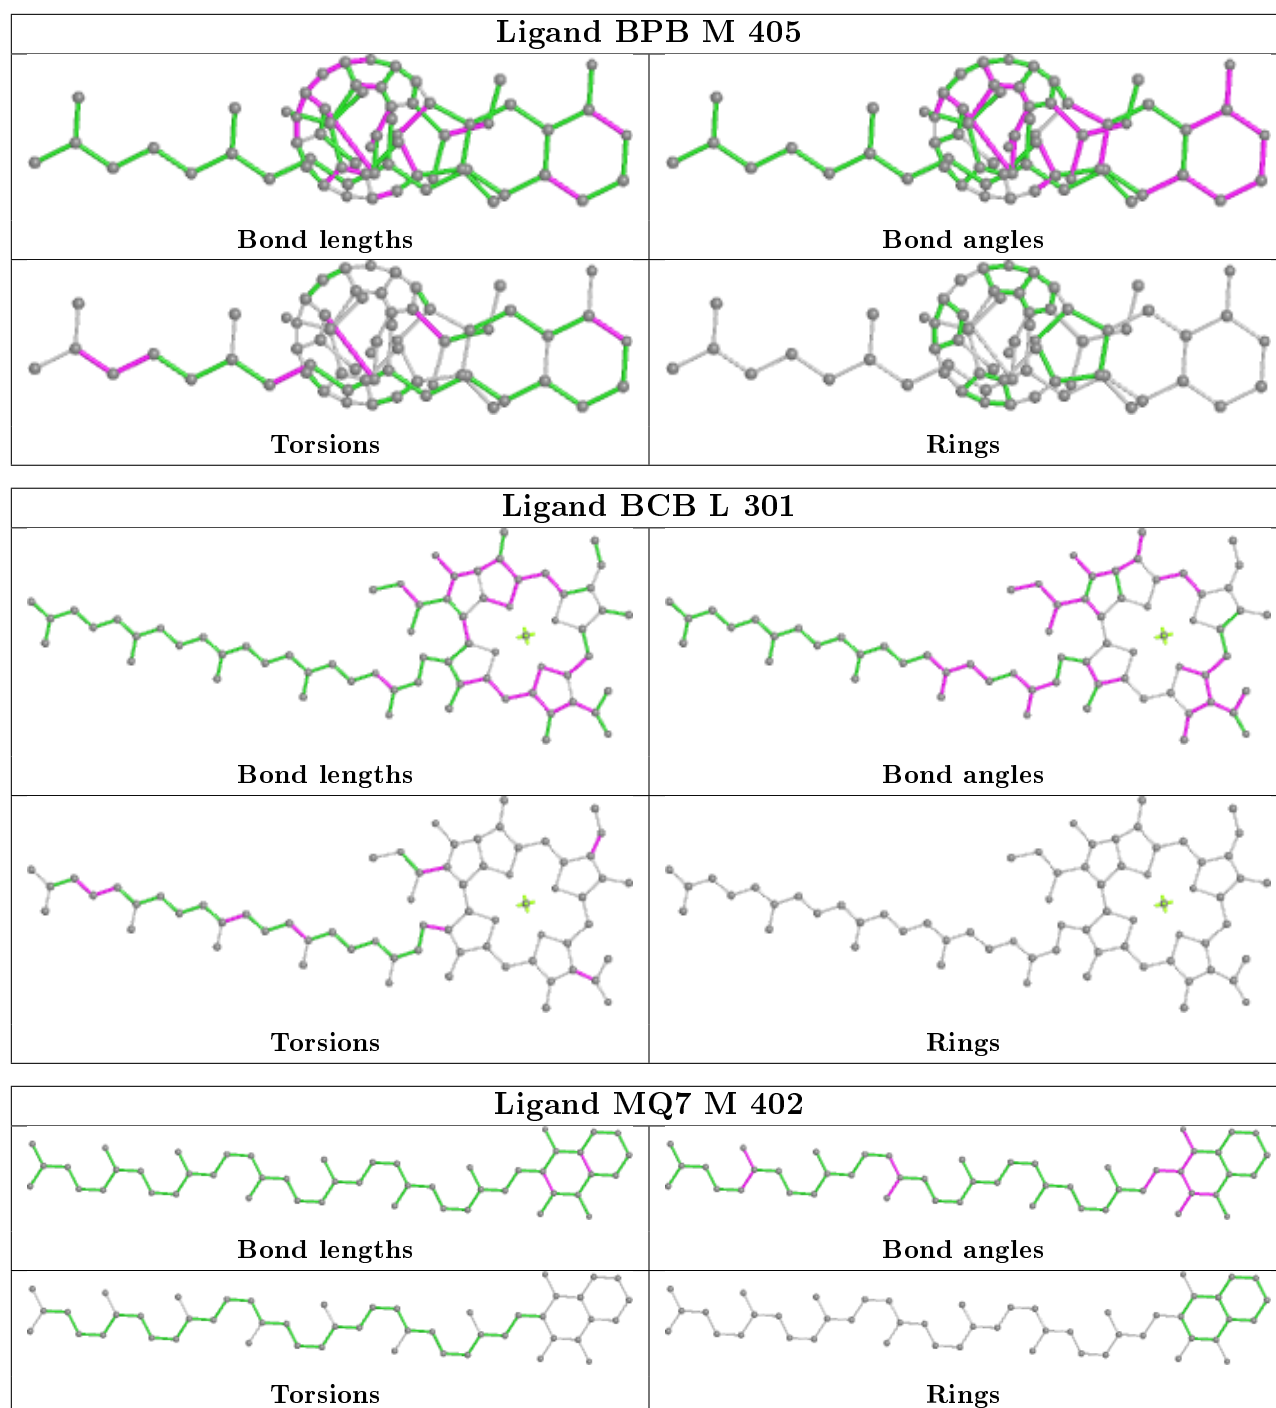 Ligand BPB M 405
Bond lengths
Bond angles
Torsions
Rings
Ligand BCB L 301
Bond lengths
Bond angles
Torsions
Rings
Ligand MQ7 M 402
Bond lengths
Bond angles
Torsions
Rings